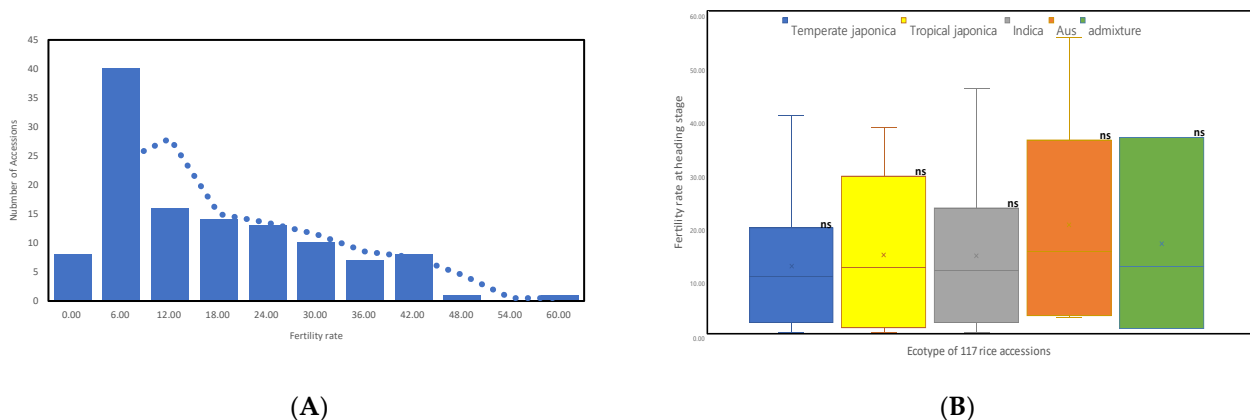 45
40
35
30
25
20
15
10
5
0
Nubmber of Accessions
0.00 6.00 12.00 18.00 24.00 30.00 36.00 42.00 48.00 54.00 60.00
Fertility rate
(A)
Temperate japonica Tropical japonica Indica Aus admixture
60.00
50.00
40.00
30.00
20.00
10.00
0.00
Fertility rate at heading stage
ns ns ns ns ns
Ecotype of 117 rice accessions
(B)